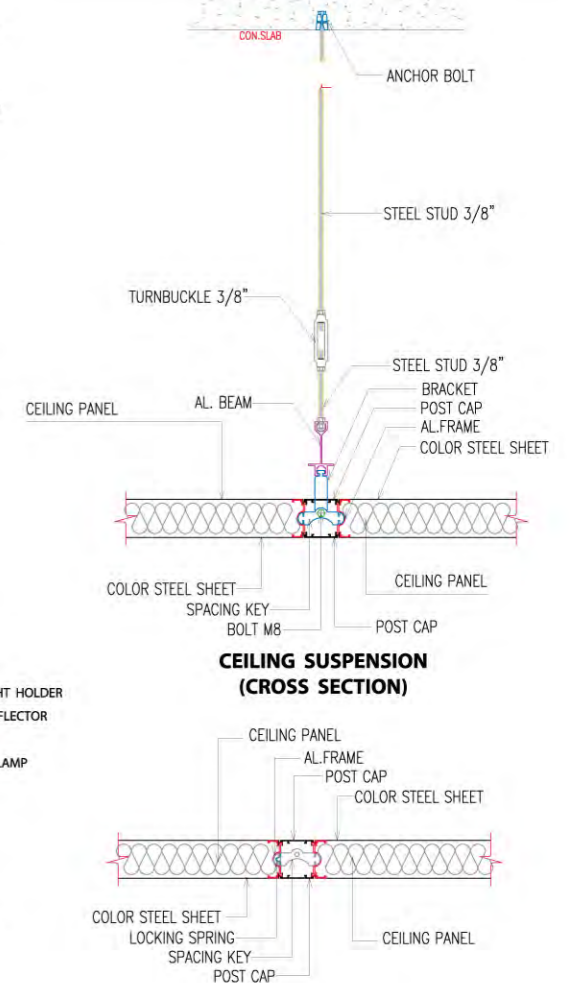 CON.SLAB
ANCHOR BOLT
STEEL STUD 3/8"
TURNBUCKLE 3/8"
STEEL STUD 3/8"
BRACKET
AL. BEAM
POST CAP
CEILING PANEL
AL.FRAME
COLOR STEEL SHEET
COLOR STEEL SHEET
CEILING PANEL
SPACING KEY
BOLT M8
POST CAP
CEILING SUSPENSION
(CROSS SECTION)
HT HOLDER
FLECTOR
LAMP
CEILING PANEL
AL.FRAME
POST CAP
COLOR STEEL SHEET
COLOR STEEL SHEET
LOCKING SPRING
CEILING PANEL
SPACING KEY
POST CAP